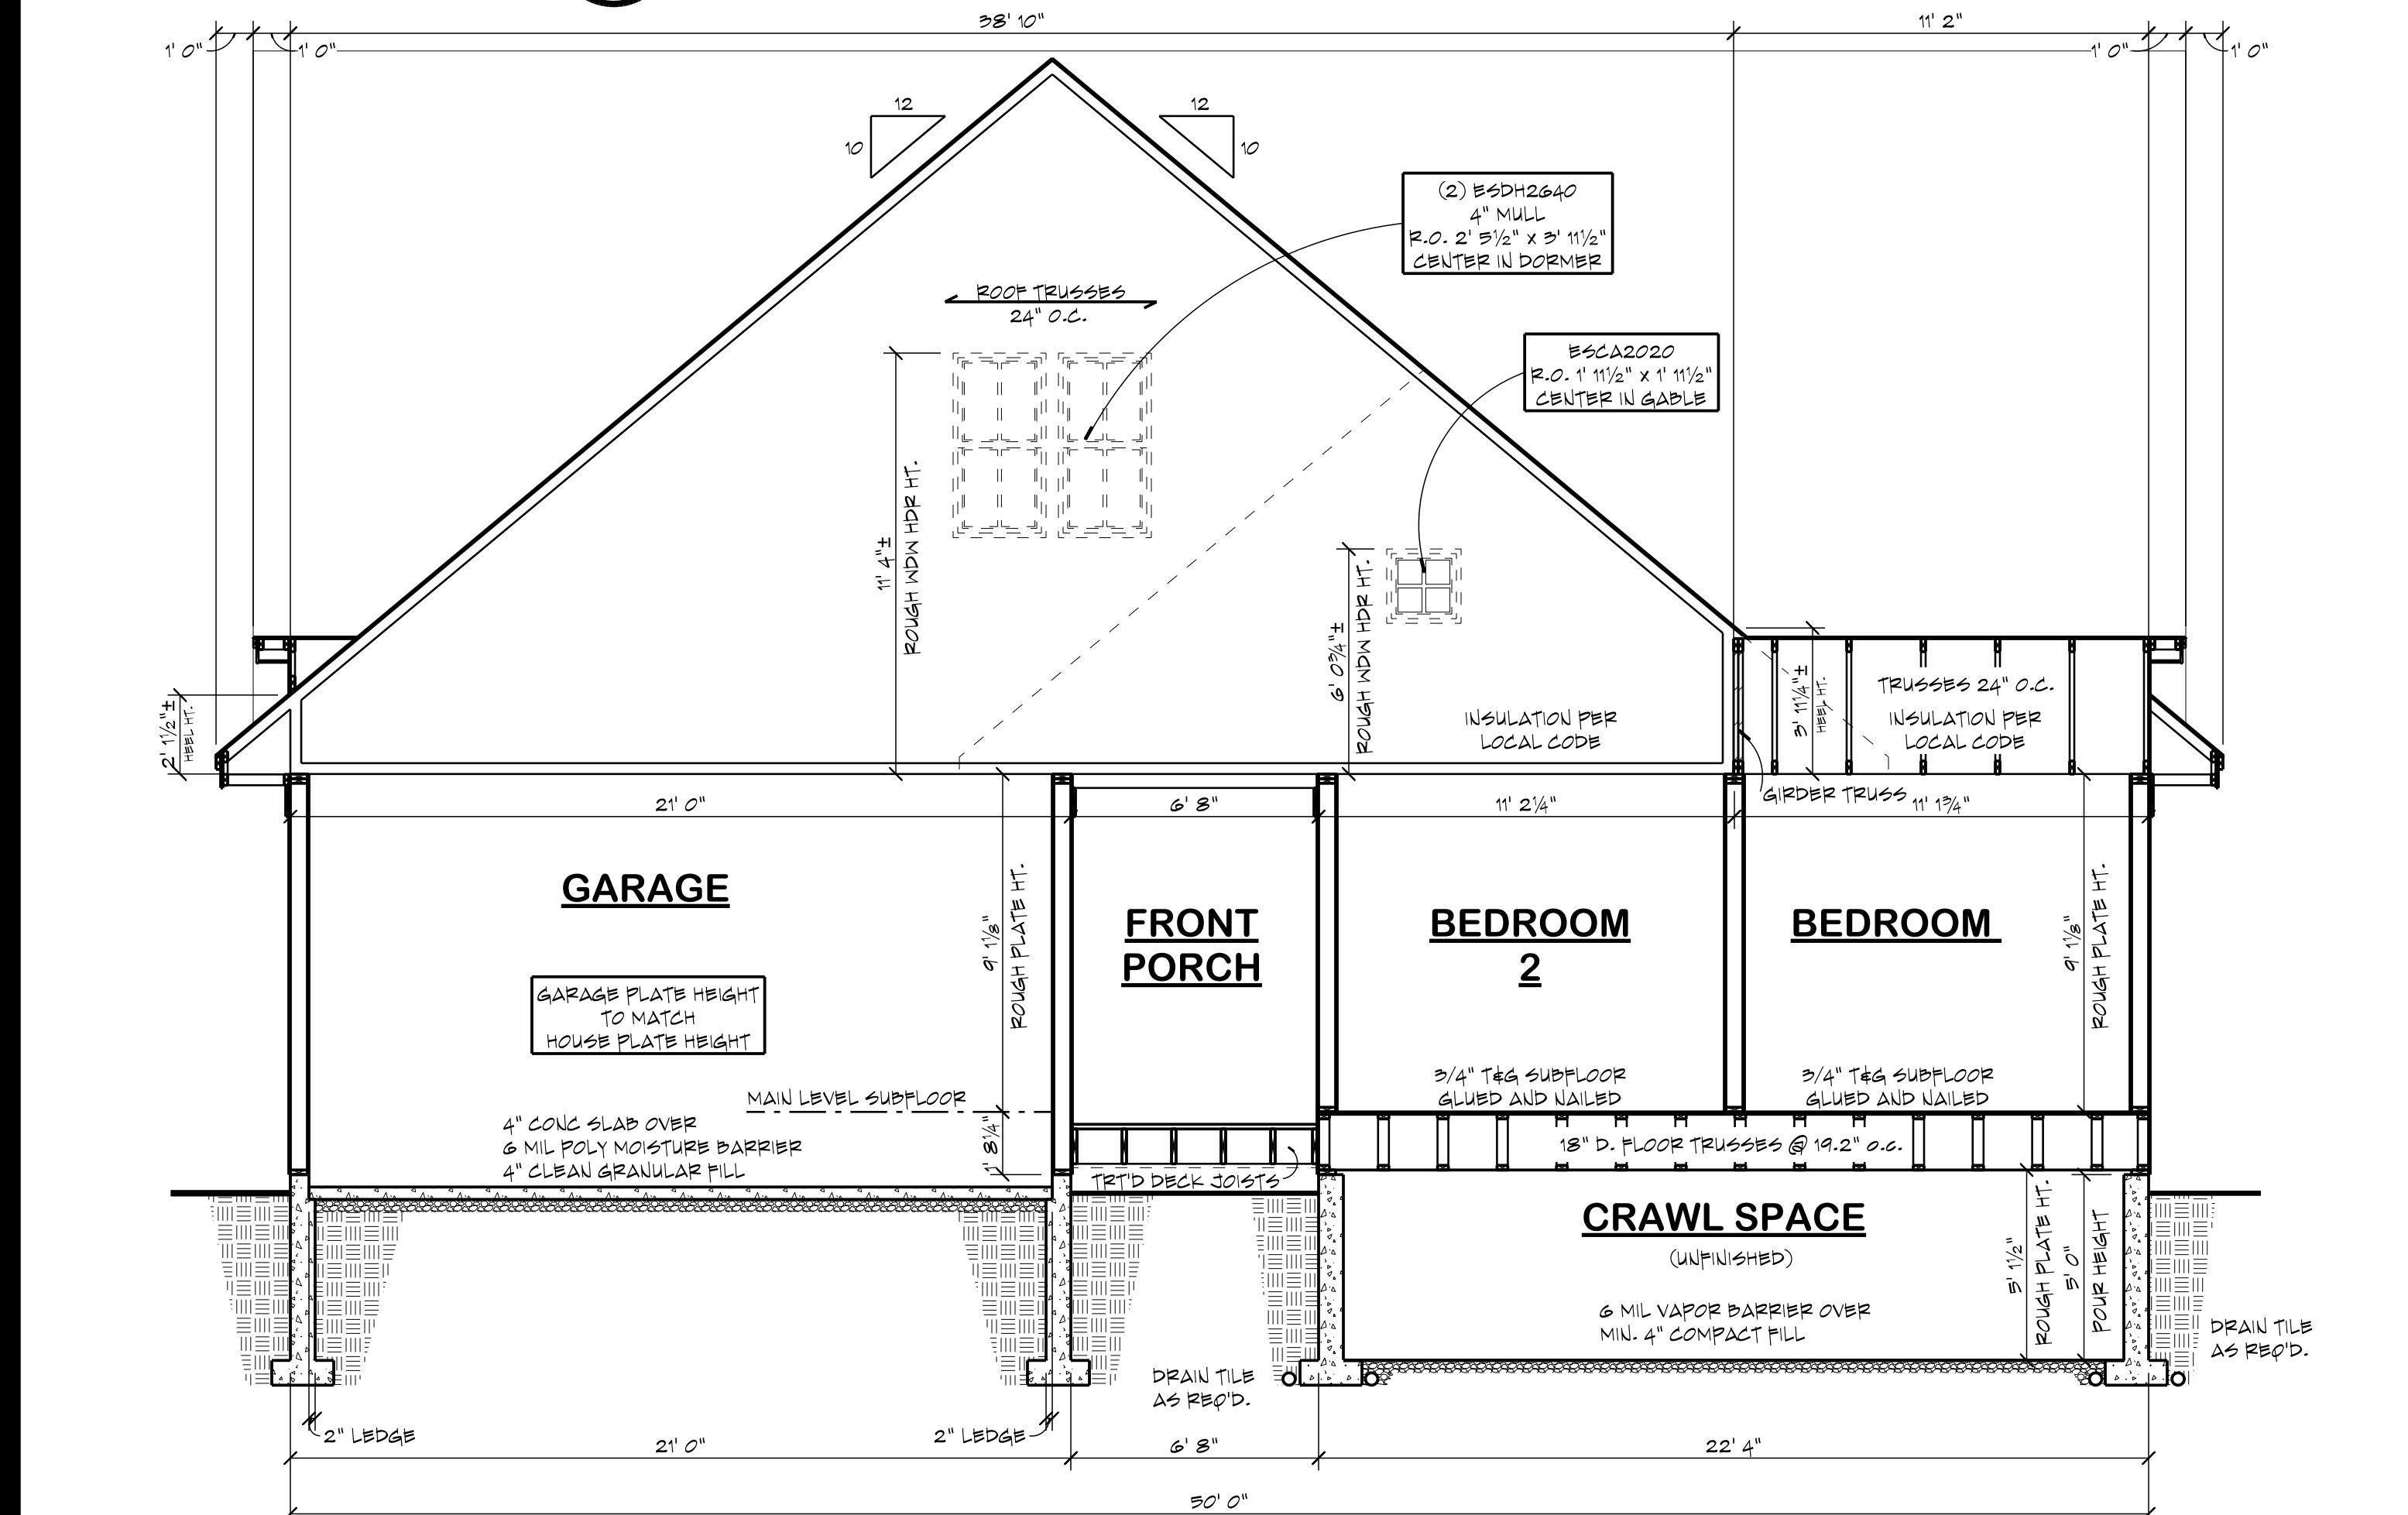 38' 10"
11' 2"
1' 0"
1' 0"
1' 0"
1' 0"
12
10
12
10
(2) ESDH2640
4" MULL
R.O. 2' 5½" X 3' 11½"
CENTER IN DORMER
ROOF TRUSSES
24" O.C.
ESCA2020
R.O. 1' 11½" X 1' 11½"
CENTER IN GABLE
11' 4"±
ROUGH WDW HDR HT.
6' 0¾"±
ROUGH WDW HDR HT.
2' 1½"±
HEEL HT.
INSULATION PER
LOCAL CODE
3' 11¼"±
HEEL HT.
TRUSSES 24" O.C.
INSULATION PER
LOCAL CODE
GIRDER TRUSS
21' 0"
6' 8"
11' 2¼"
11' 1¾"
GARAGE
GARAGE PLATE HEIGHT
TO MATCH
HOUSE PLATE HEIGHT
9' 1⅛"
ROUGH PLATE HT.
FRONT
PORCH
BEDROOM
2
BEDROOM
9' 1⅛"
ROUGH PLATE HT.
3/4" T&G SUBFLOOR
GLUED AND NAILED
3/4" T&G SUBFLOOR
GLUED AND NAILED
MAIN LEVEL SUBFLOOR
4" CONC SLAB OVER
6 MIL POLY MOISTURE BARRIER
4" CLEAN GRANULAR FILL
1' 8¼"
TRT'D DECK JOISTS
18" D. FLOOR TRUSSES @ 19.2" O.C.
CRAWL SPACE
(UNFINISHED)
6 MIL VAPOR BARRIER OVER
MIN. 4" COMPACT FILL
5' 1½"
ROUGH PLATE HT.
5' 0"
POUR HEIGHT
DRAIN TILE
AS REQ'D.
DRAIN TILE
AS REQ'D.
2" LEDGE
2" LEDGE
21' 0"
6' 8"
22' 4"
50' 0"